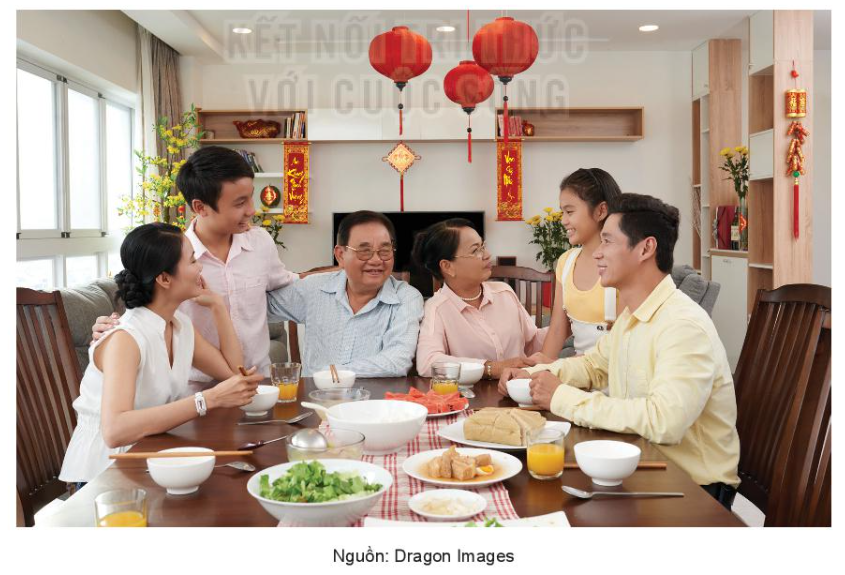 KẾT NỐI TRI THỨC
VỚI CUỘC SỐNG
Nguồn: Dragon Images